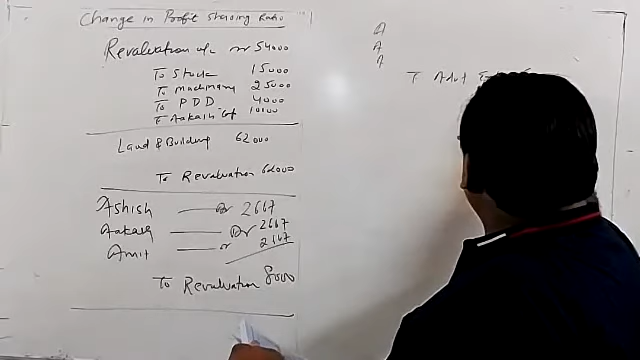 Change in Profit Sharing Ratio
Revaluation a/c Dr 54000
To Stock 15000
To Machinery 25000
To PDD 4000
To Aakash Cap 10000
Land & Building 62000
To Revaluation 62000
Ashish Dr 2667
Aakash Dr 2667
Amit Dr 2667
To Revaluation 8000
A
A
A
To Advt